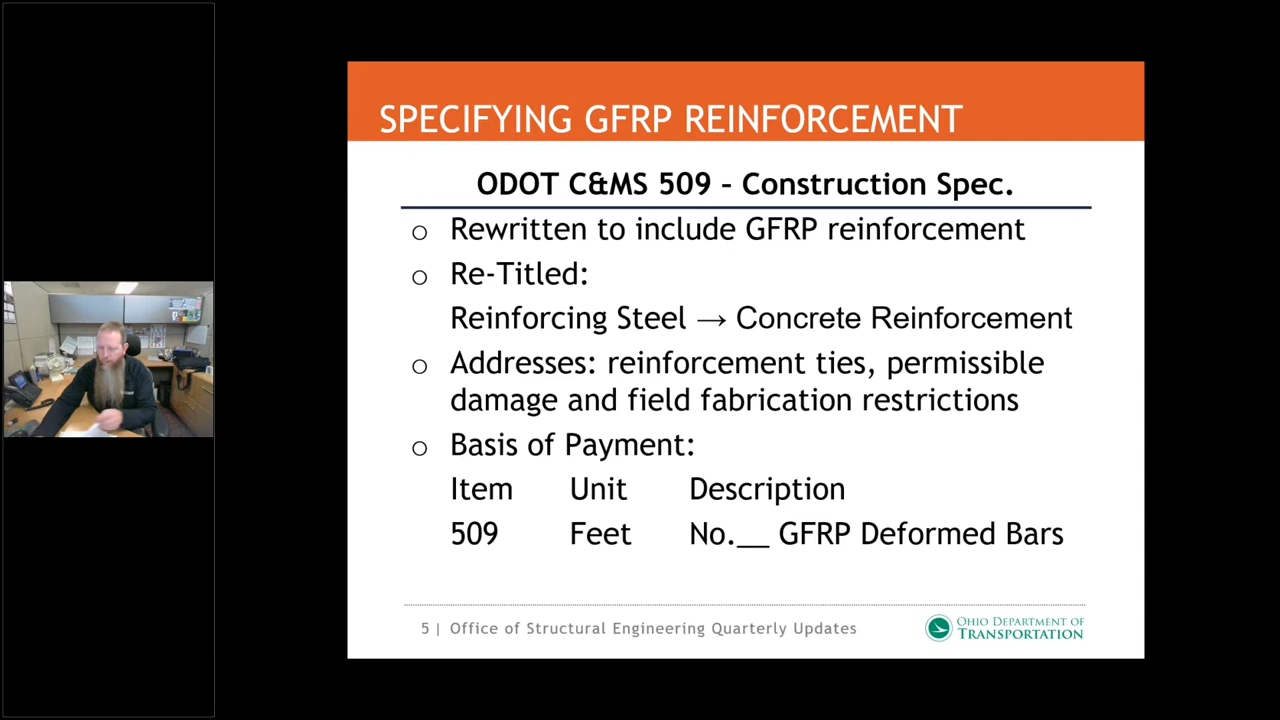 SPECIFYING GFRP REINFORCEMENT
ODOT C&MS 509 – Construction Spec.
o Rewritten to include GFRP reinforcement
o Re-Titled:
Reinforcing Steel → Concrete Reinforcement
o Addresses: reinforcement ties, permissible
damage and field fabrication restrictions
o Basis of Payment:
Item Unit Description
509 Feet No.__ GFRP Deformed Bars
5 | Office of Structural Engineering Quarterly Updates
OHIO DEPARTMENT OF
TRANSPORTATION